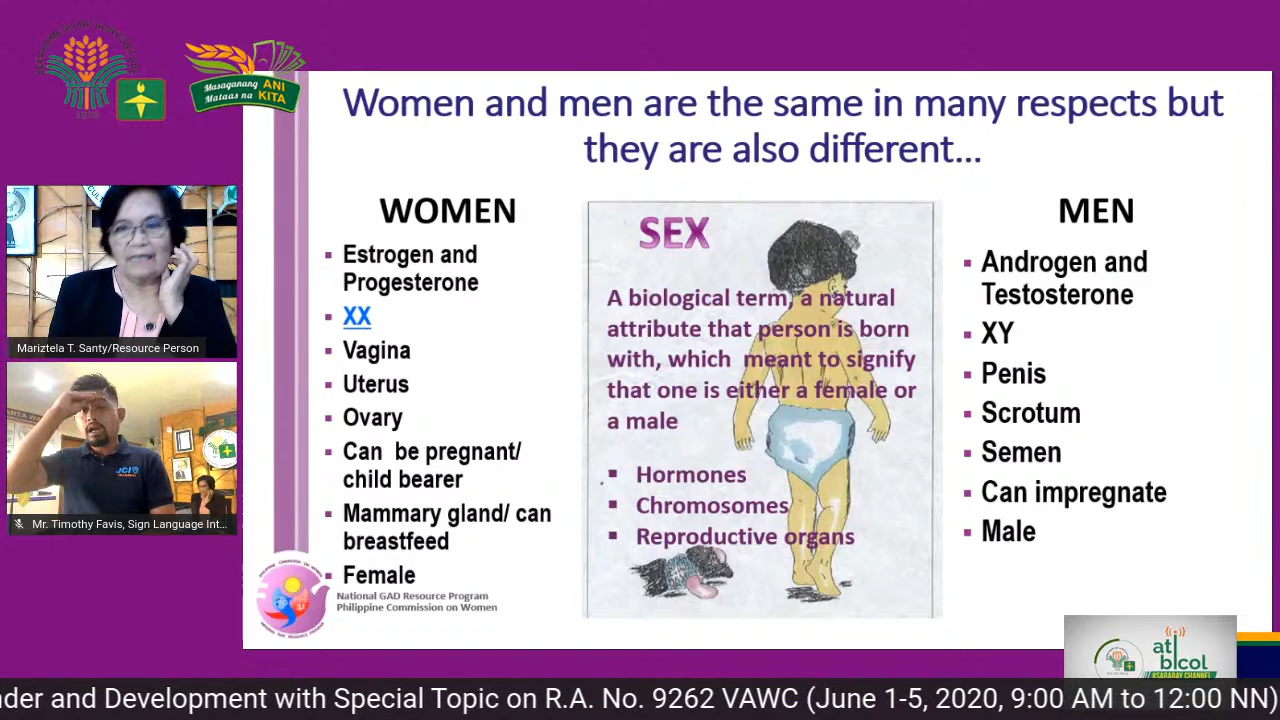 Masaganang ANI
Mataas na KITA
Women and men are the same in many respects but
they are also different...
WOMEN
Estrogen and
Progesterone
XX
Vagina
Uterus
Ovary
Can be pregnant/
child bearer
Mammary gland/ can
breastfeed
Female
SEX
A biological term, a natural
attribute that person is born
with, which meant to signify
that one is either a female or
a male
Hormones
Chromosomes
Reproductive organs
MEN
Androgen and
Testosterone
XY
Penis
Scrotum
Semen
Can impregnate
Male
Mariztela T. Santy/Resource Person
JCI
Mr. Timothy Favis, Sign Language Int...
National GAD Resource Program
Philippine Commission on Women
ati
bicol
nder and Development with Special Topic on R.A. No. 9262 VAWC (June 1-5, 2020, 9:00 AM to 12:00 NN)